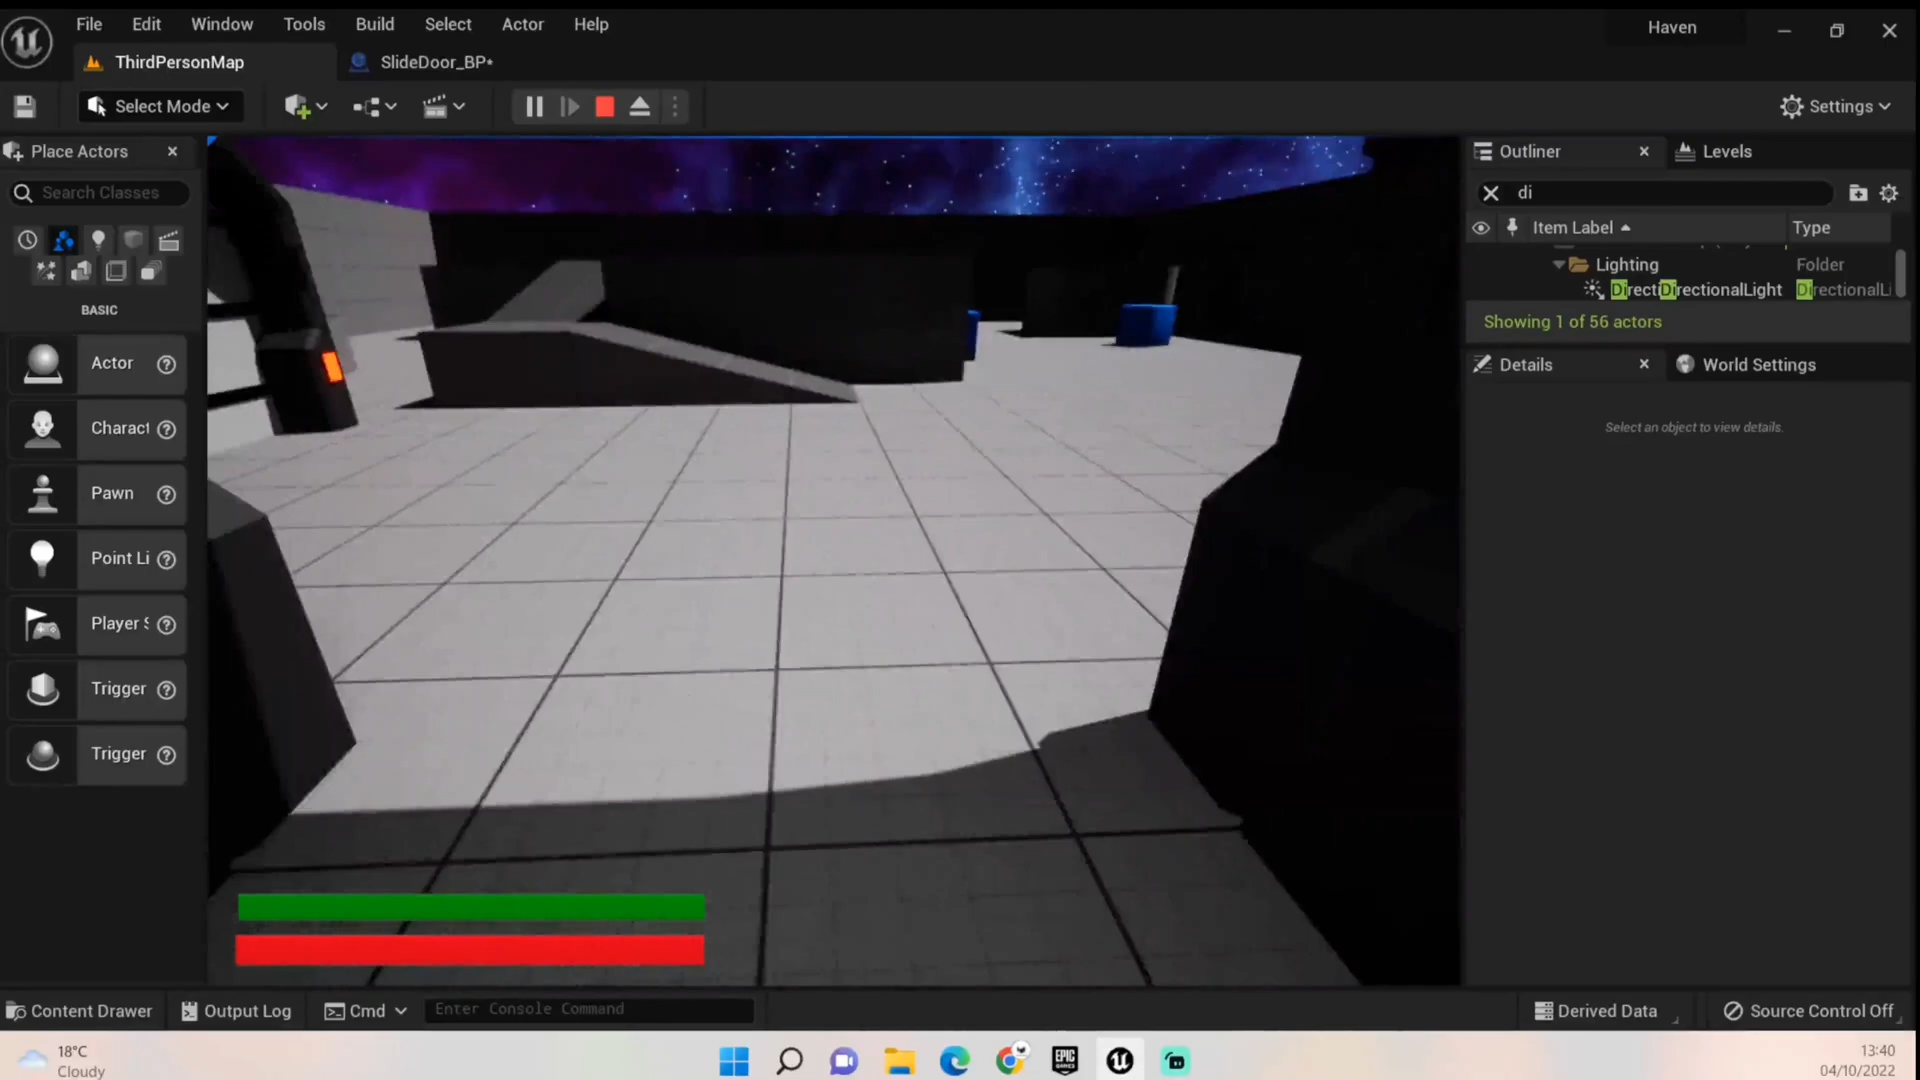 File Edit Window Tools Build Select Actor Help
Haven
ThirdPersonMap
SlideDoor_BP*
Select Mode
Settings
Place Actors
Outliner
Levels
Search Classes
di
Item Label
Type
Lighting
Folder
DirectiDirectionalLight
DirectionalLi
BASIC
Showing 1 of 56 actors
Actor
Details
World Settings
Charact
Select an object to view details.
Pawn
Point Li
Player S
Trigger
Trigger
Content Drawer
Output Log
Cmd
Enter Console Command
Derived Data
Source Control Off
18°C
Cloudy
EPIC
GAMES
13:40
04/10/2022